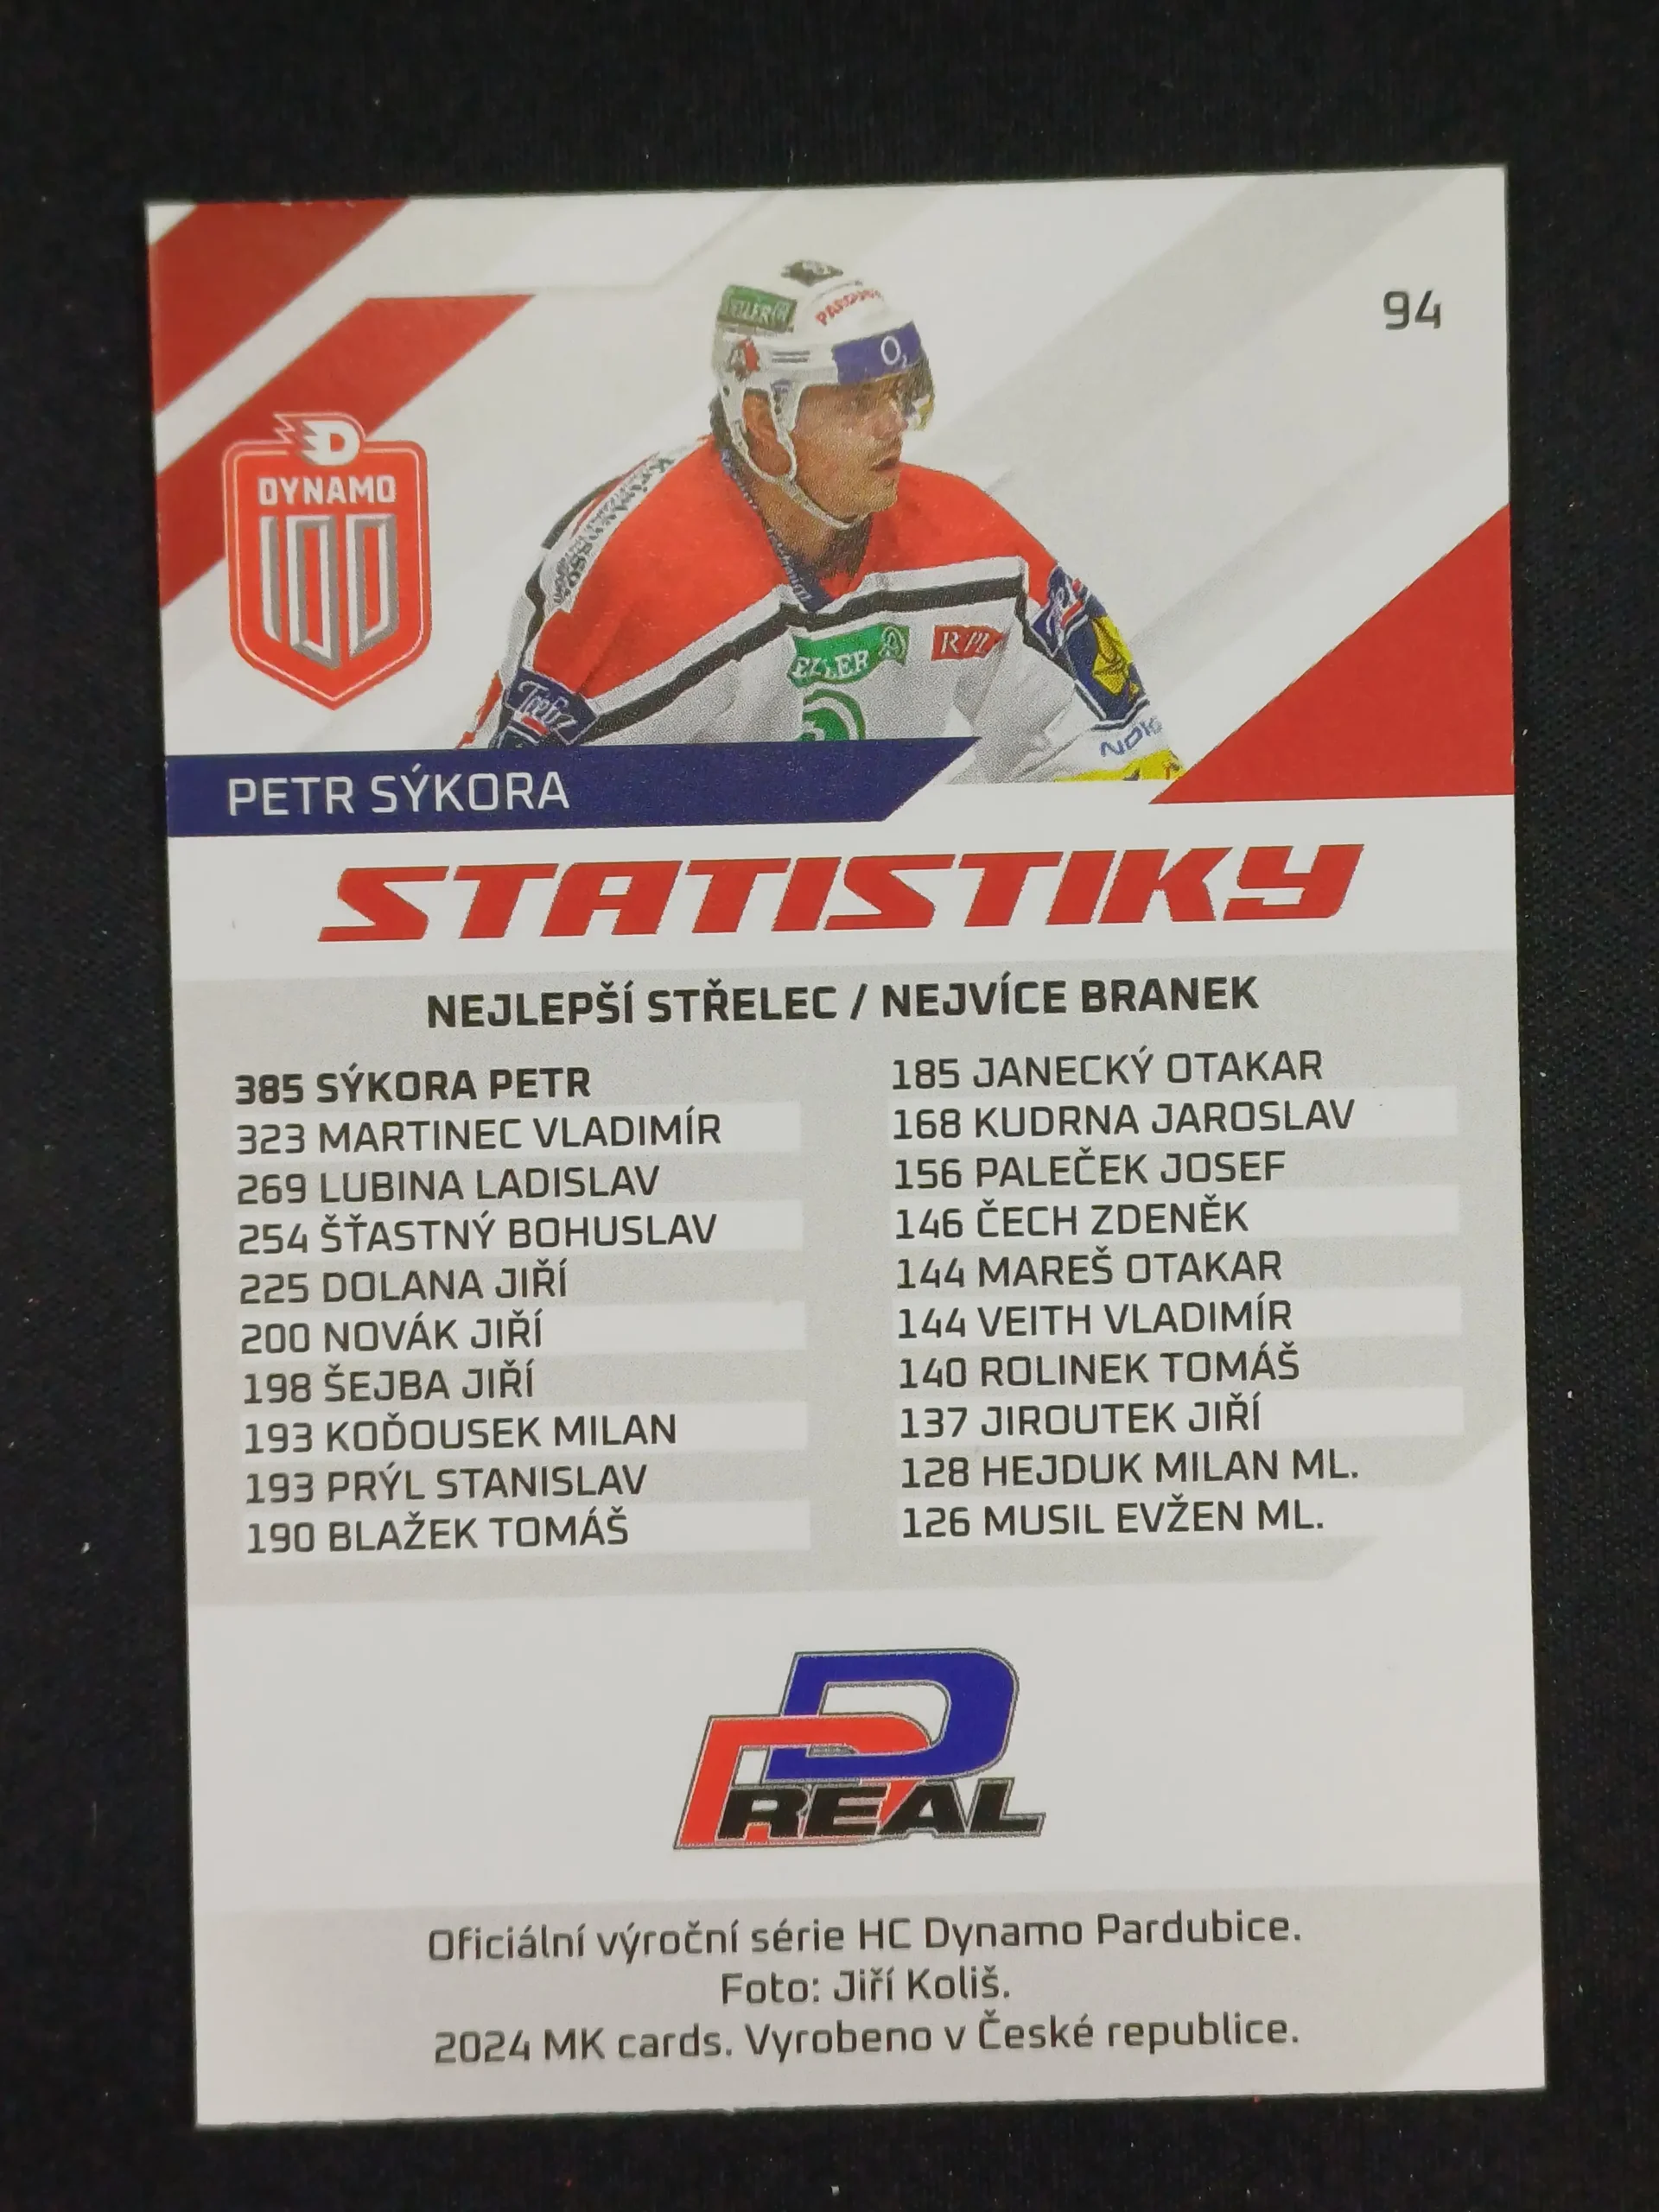 94
DYNAMO
100
PARDUBICE
O₂
ELLER
NOKIA
PETR SÝKORA
STATISTIKY
NEJLEPŠÍ STŘELEC / NEJVÍCE BRANEK
385 SÝKORA PETR
323 MARTINEC VLADIMÍR
269 LUBINA LADISLAV
254 ŠŤASTNÝ BOHUSLAV
225 DOLANA JIŘÍ
200 NOVÁK JIŘÍ
198 ŠEJBA JIŘÍ
193 KOĎOUSEK MILAN
193 PRÝL STANISLAV
190 BLAŽEK TOMÁŠ
185 JANECKÝ OTAKAR
168 KUDRNA JAROSLAV
156 PALEČEK JOSEF
146 ČECH ZDENĚK
144 MAREŠ OTAKAR
144 VEITH VLADIMÍR
140 ROLINEK TOMÁŠ
137 JIROUTEK JIŘÍ
128 HEJDUK MILAN ML.
126 MUSIL EVŽEN ML.
REAL
Oficiální výroční série HC Dynamo Pardubice.
Foto: Jiří Koliš.
2024 MK cards. Vyrobeno v České republice.